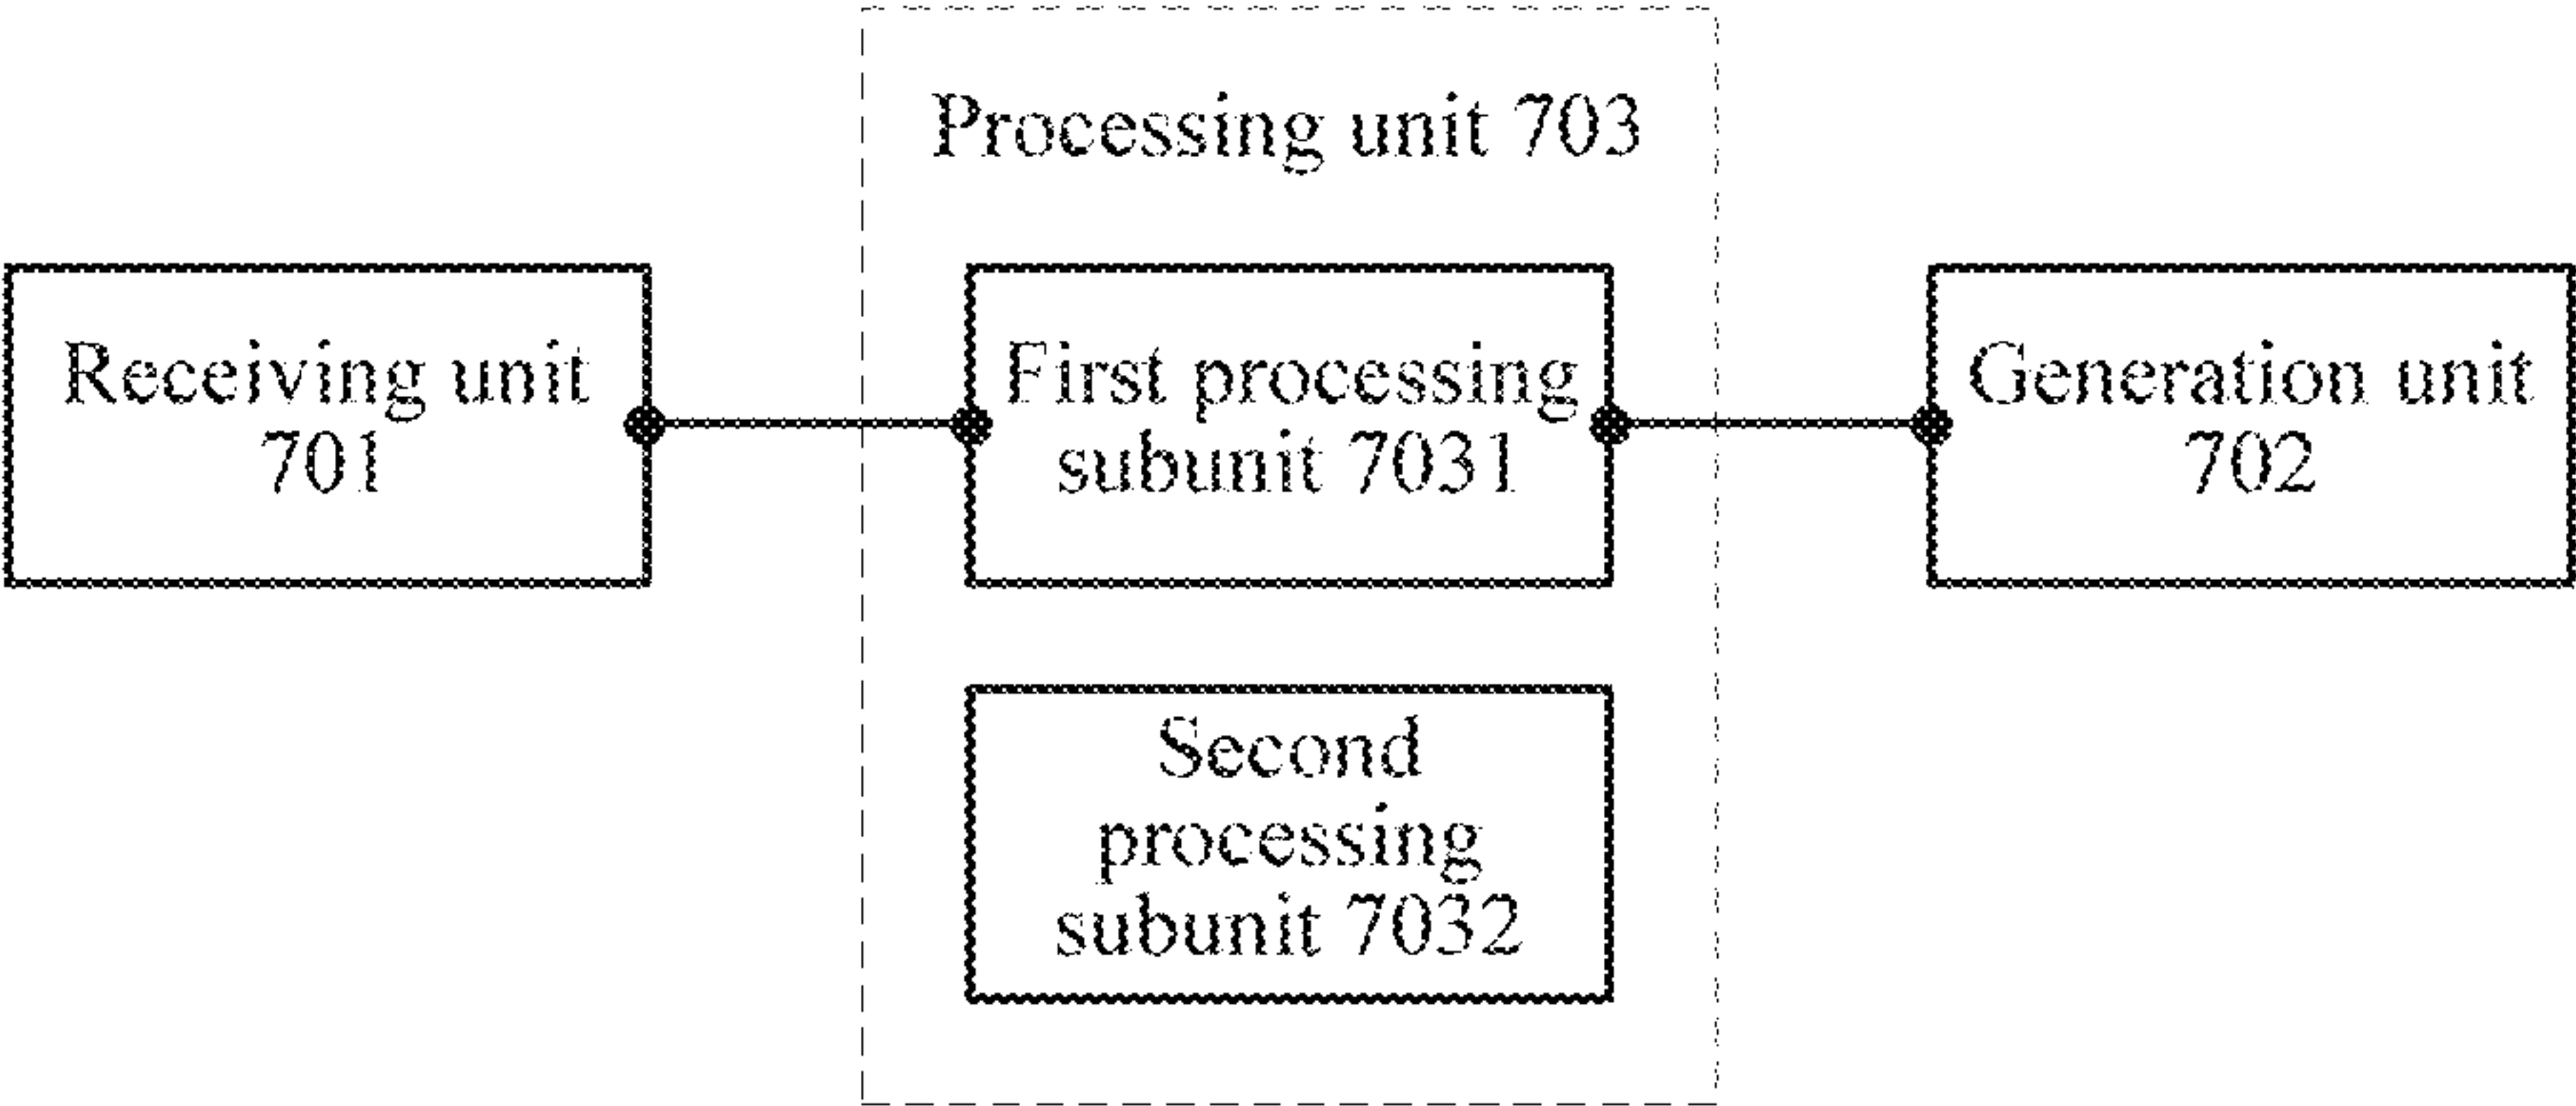 Processing unit 703
Receiving unit
701
First processing
subunit 7031
Generation unit
702
Second
processing
subunit 7032